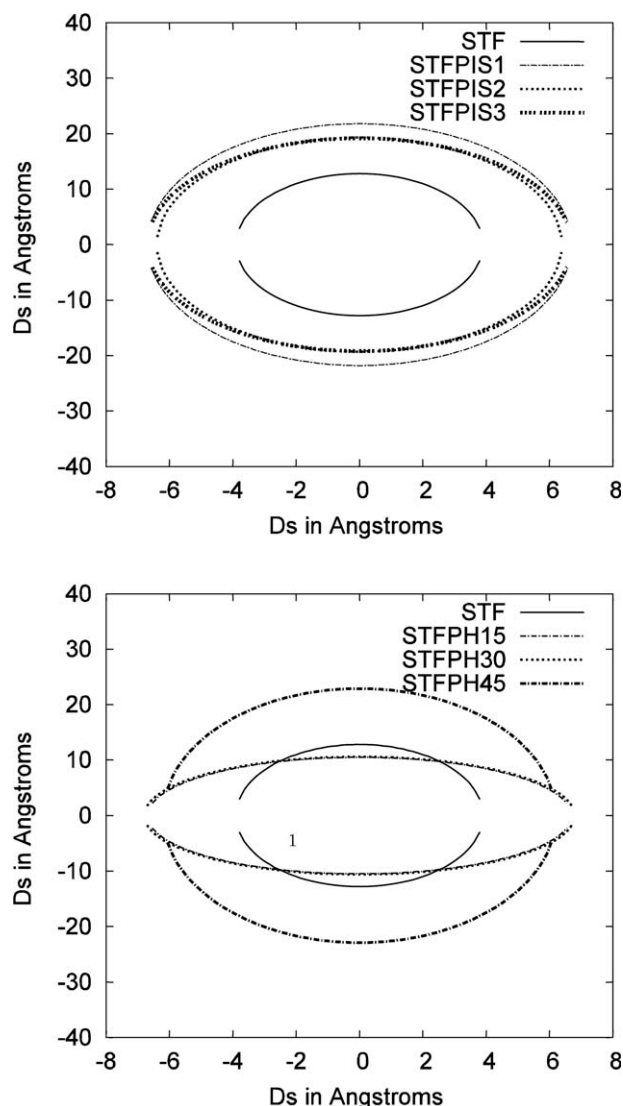 40
30
20
10
0
-10
-20
-30
-40
Ds in Angstroms
STF
STFPIS1
STFPIS2
STFPIS3
-8 -6 -4 -2 0 2 4 6 8
Ds in Angstroms
40
30
20
10
0
-10
-20
-30
-40
Ds in Angstroms
STF
STFPH15
STFPH30
STFPH45
1
-8 -6 -4 -2 0 2 4 6 8
Ds in Angstroms